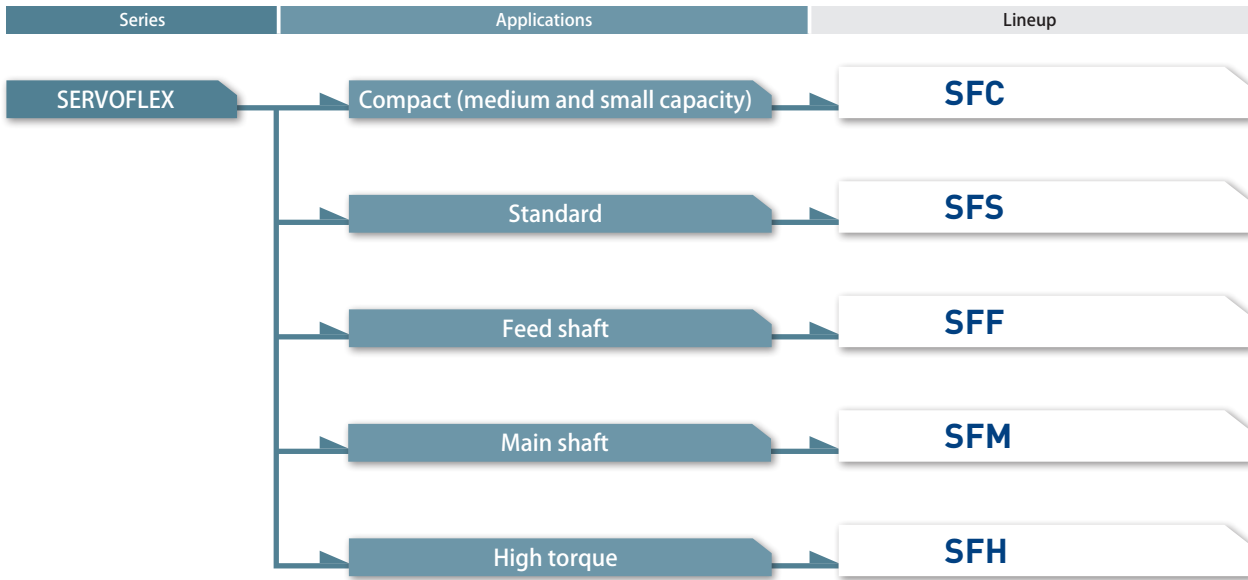 Series
Applications
Lineup
SERVOFLEX
Compact (medium and small capacity)
SFC
Standard
SFS
Feed shaft
SFF
Main shaft
SFM
High torque
SFH